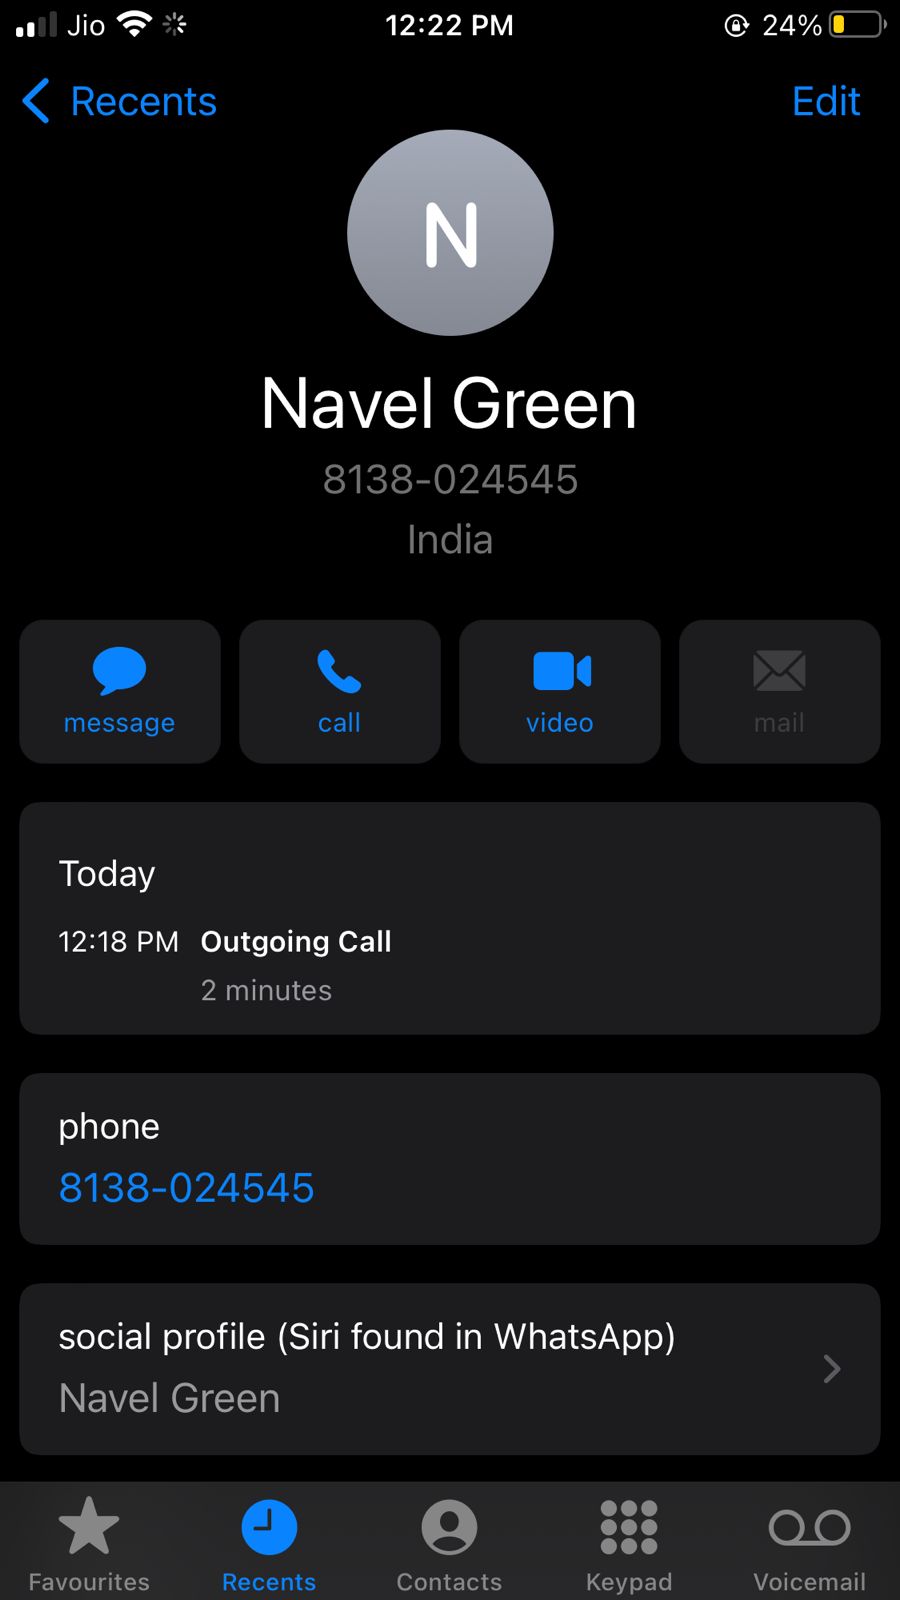 Jio 12:22 PM 24%
Recents Edit
N
Navel Green
8138-024545
India
message call video mail
Today
12:18 PM Outgoing Call
2 minutes
phone
8138-024545
social profile (Siri found in WhatsApp)
Navel Green
Favourites Recents Contacts Keypad Voicemail